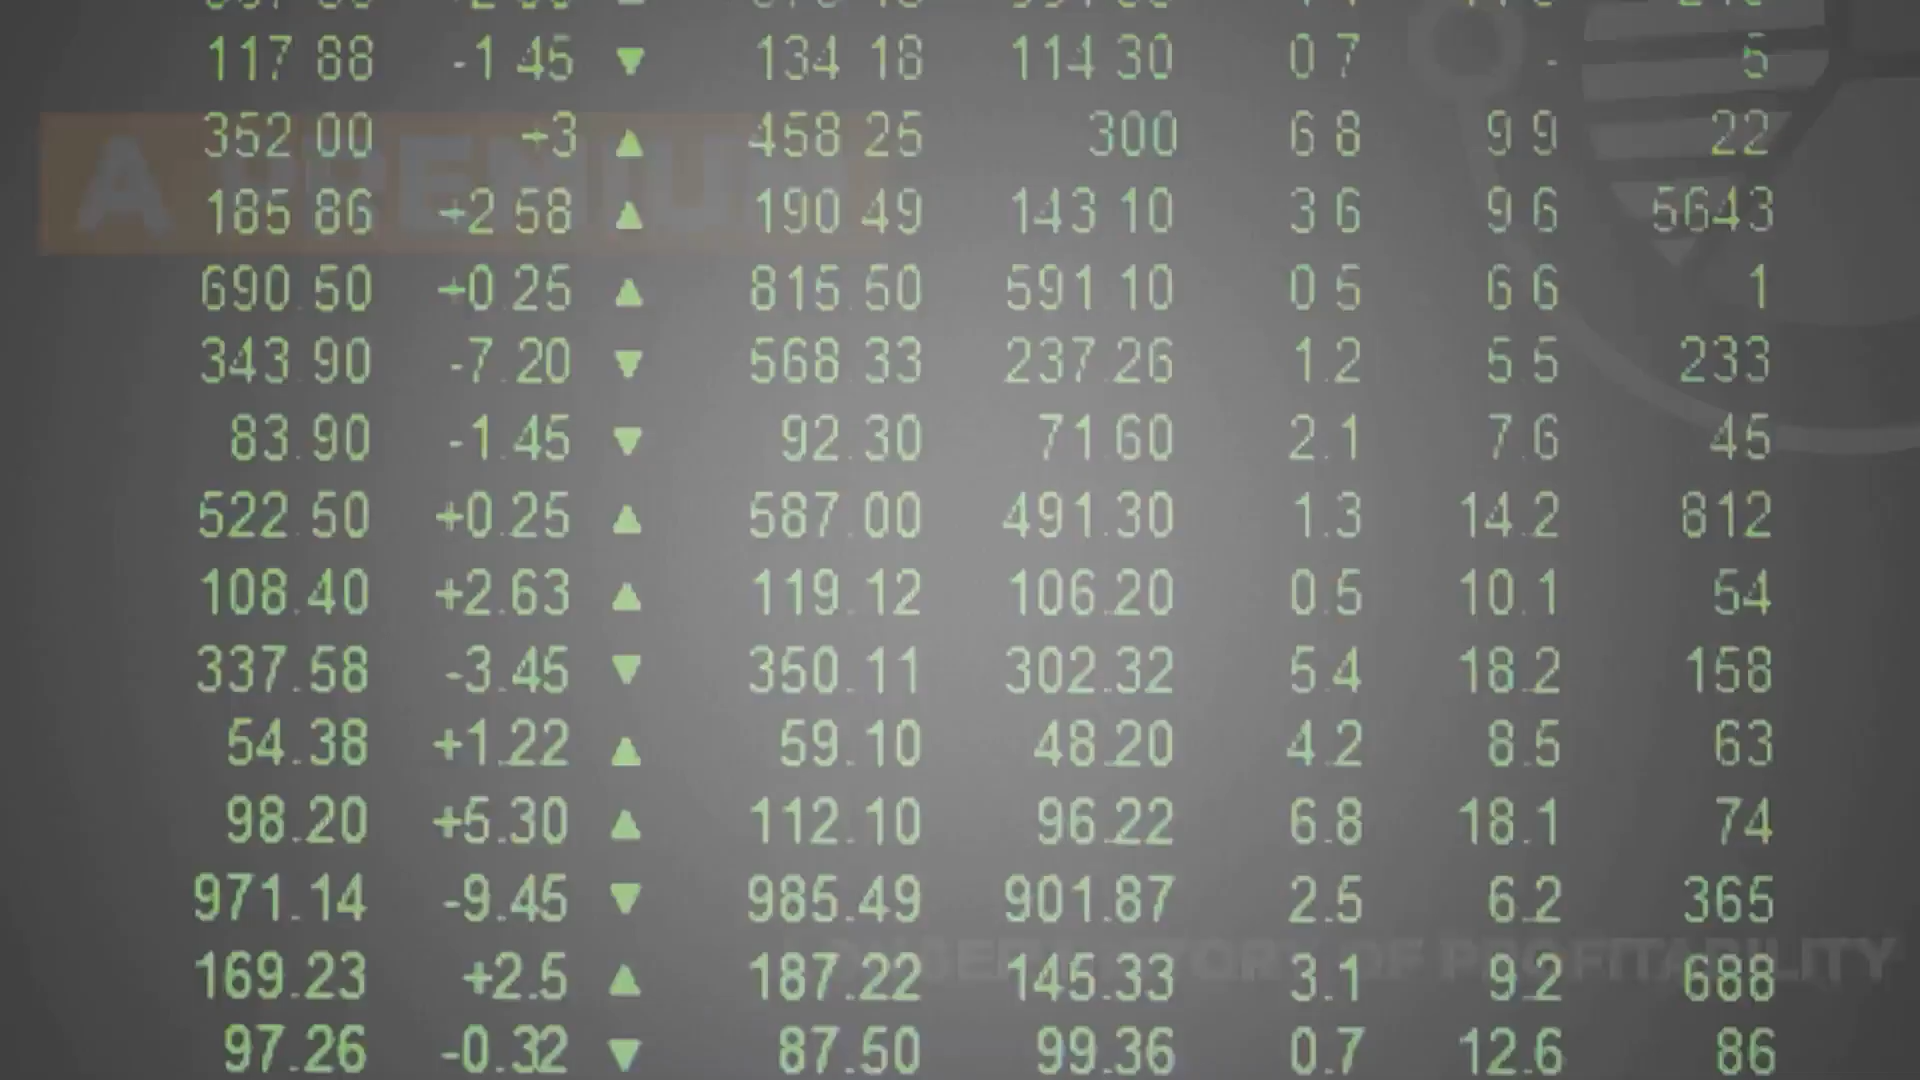 117 88 -1 45 ▼ 134 18 114 30 0 7 - 5
352 00 +3 ▲ 458 25 300 6 8 9 9 22
185 86 +2 58 ▲ 190 49 143 10 3 6 9 6 5643
690.50 +0 25 ▲ 815.50 591 10 0 5 6 6 1
343.90 -7.20 ▼ 568.33 237.26 1.2 5.5 233
83.90 -1.45 ▼ 92.30 71.60 2.1 7.6 45
522.50 +0.25 ▲ 587.00 491.30 1.3 14.2 812
108.40 +2.63 ▲ 119.12 106.20 0.5 10.1 54
337.58 -3.45 ▼ 350.11 302.32 5.4 18.2 158
54.38 +1.22 ▲ 59.10 48.20 4.2 8.5 63
98.20 +5.30 ▲ 112.10 96.22 6.8 18.1 74
971.14 -9.45 ▼ 985.49 901.87 2.5 6.2 365
169.23 +2.5 ▲ 187.22 145.33 3.1 9.2 688
OF PROFITABILITY
97.26 -0.32 ▼ 87.50 99.36 0.7 12.6 86